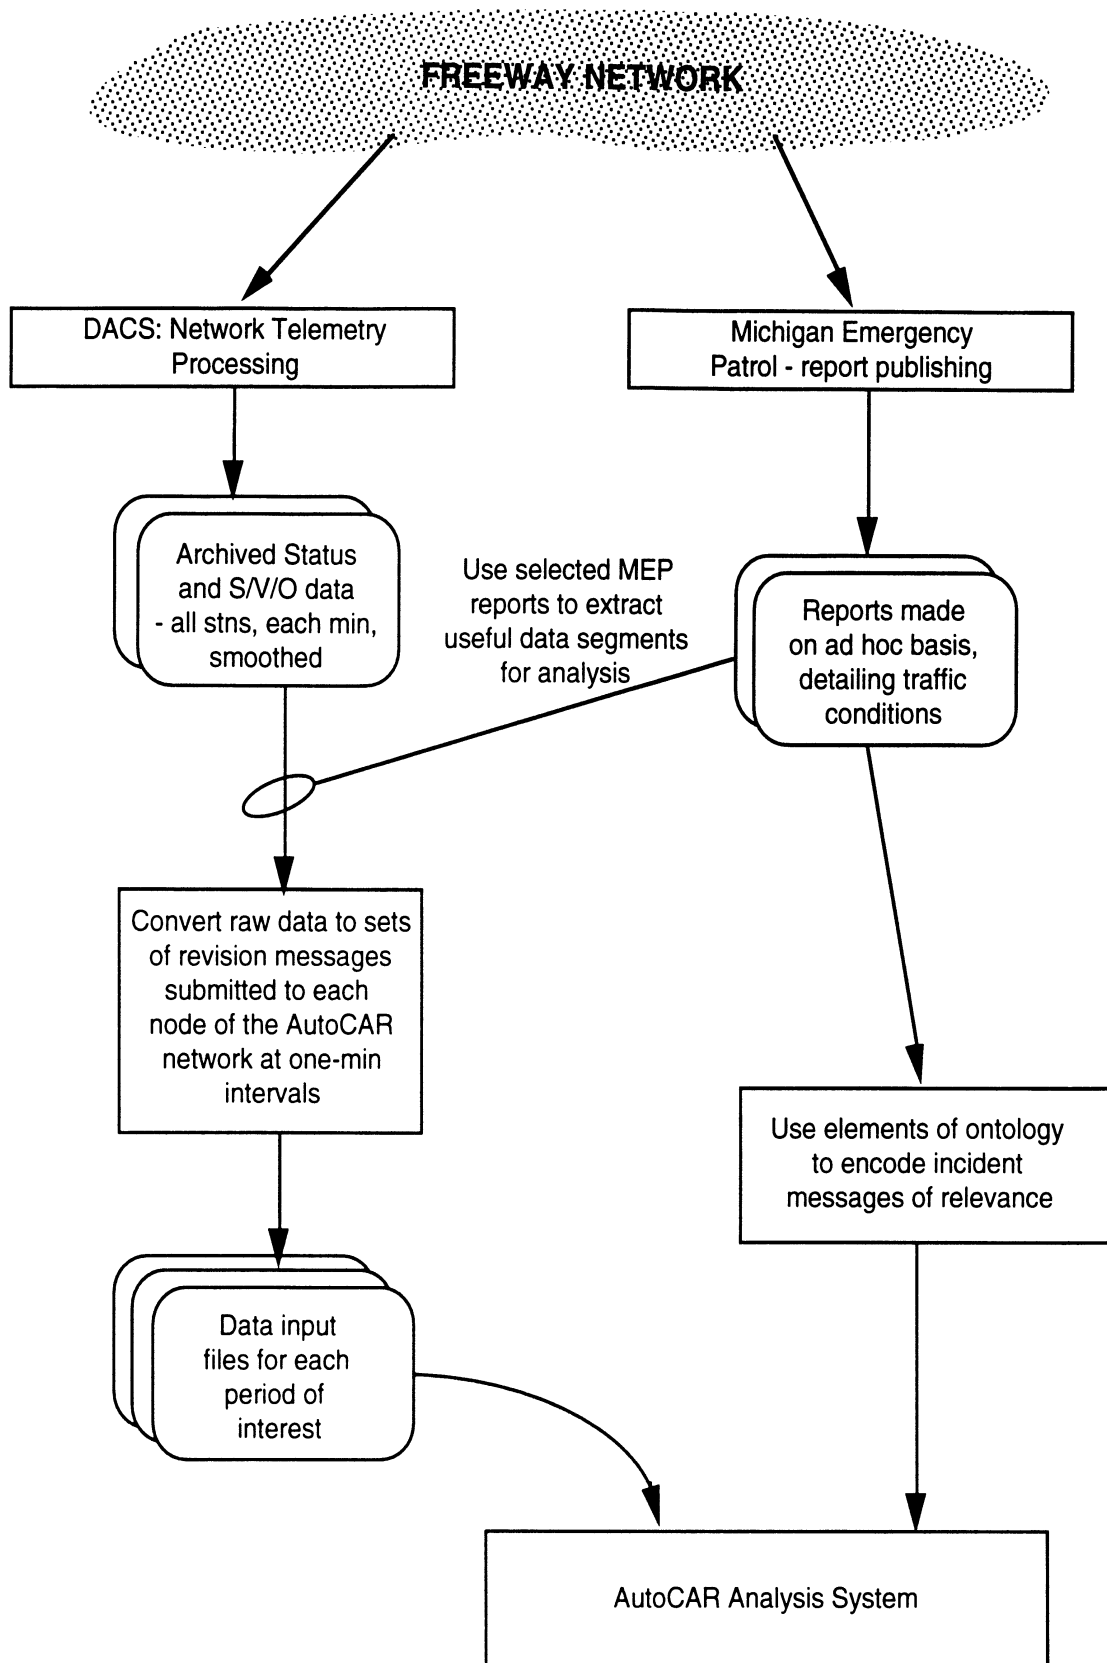 FREEWAY NETWORK
DACS: Network Telemetry
Processing
Michigan Emergency
Patrol - report publishing
Archived Status
and S/V/O data
- all stns, each min,
smoothed
Use selected MEP
reports to extract
useful data segments
for analysis
Reports made
on ad hoc basis,
detailing traffic
conditions
Convert raw data to sets
of revision messages
submitted to each
node of the AutoCAR
network at one-min
intervals
Use elements of ontology
to encode incident
messages of relevance
Data input
files for each
period of
interest
AutoCAR Analysis System